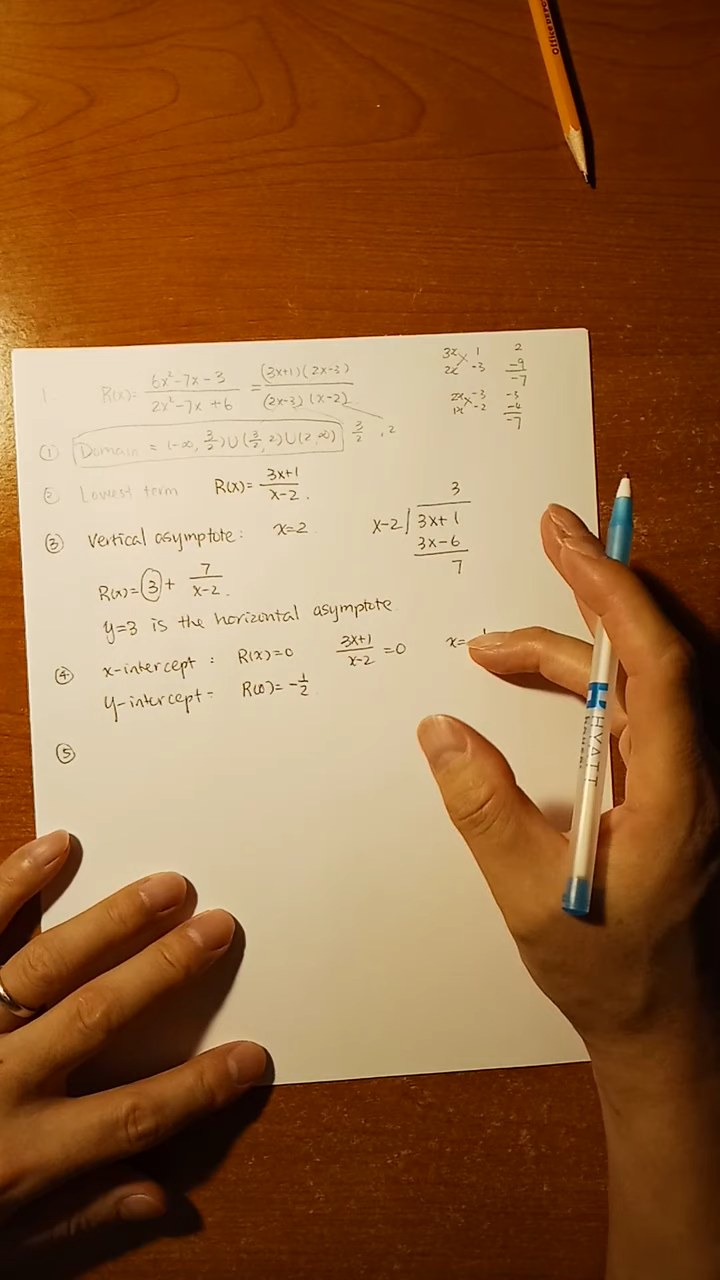 1. R(x)= 6x²-7x-3 / 2x²-7x+6 = (3x+1)(2x-3) / (2x-3)(x-2)
3x 1 2
2x -3 -9
-7
2x -3 -3
1x -2 -4
-7
① Domain = (-∞, 3/2)∪(3/2, 2)∪(2, ∞) 3/2 , 2
② Lowest term R(x)= 3x+1 / x-2 .
③ Vertical asymptote: x=2
3
x-2 ) 3x+1
3x-6
7
R(x)= 3 + 7 / x-2 .
y=3 is the horizontal asymptote.
④ x-intercept : R(x)=0 3x+1 / x-2 =0 x=
y-intercept= R(0)= -1/2
⑤
HYATT